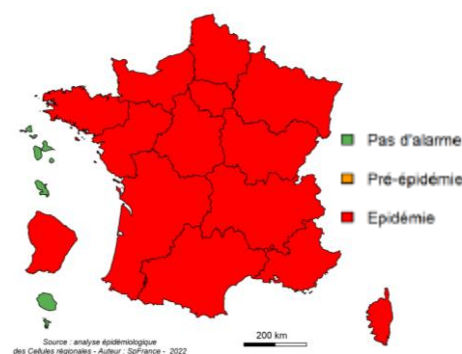 Pas d'alarme
Pré-épidémie
Epidémie
200 km
Source : analyse épidémiologique
des Cellules régionales - Auteur : SpFrance - 2022